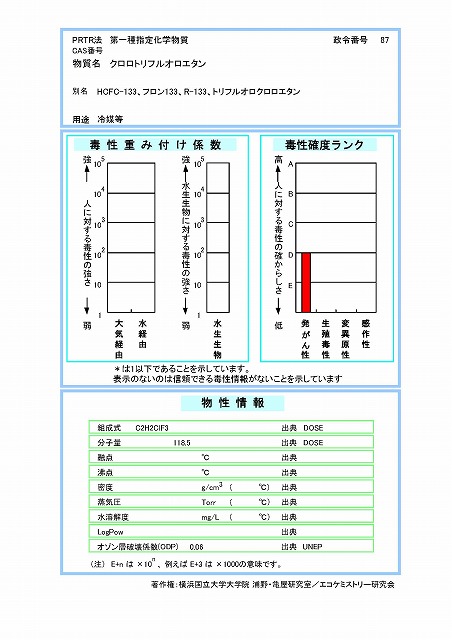 PRTR法 第一種指定化学物質 政令番号 87
CAS番号
物質名 クロロトリフルオロエタン
別名 HCFC-133、フロン133、R-133、トリフルオロクロロエタン
用途 冷媒等
毒性重み付け係数
強 10^5 10^4 10^3 10^2 10 1 弱
人に対する毒性の強さ
大気経由 水経由
強 10^5 10^4 10^3 10^2 10 1 弱
水生生物に対する毒性の強さ
水生生物
毒性確度ランク
高 A B C D E 低
人に対する毒性の確からしさ
発がん性 生殖毒性 変異原性 感作性
*は1以下であることを示しています。
表示のないのは信頼できる毒性情報がないことを示しています
物性情報
組成式 C2H2ClF3 出典 DOSE
分子量 118.5 出典 DOSE
融点 ℃ 出典
沸点 ℃ 出典
密度 g/cm3 ( ℃) 出典
蒸気圧 Torr ( ℃) 出典
水溶解度 mg/L ( ℃) 出典
LogPow 出典
オゾン層破壊係数(ODP) 0.06 出典 UNEP
(注) E+n は ×10^n 、例えば E+3 は ×1000の意味です。
著作権:横浜国立大学大学院 浦野・亀屋研究室/エコケミストリー研究会